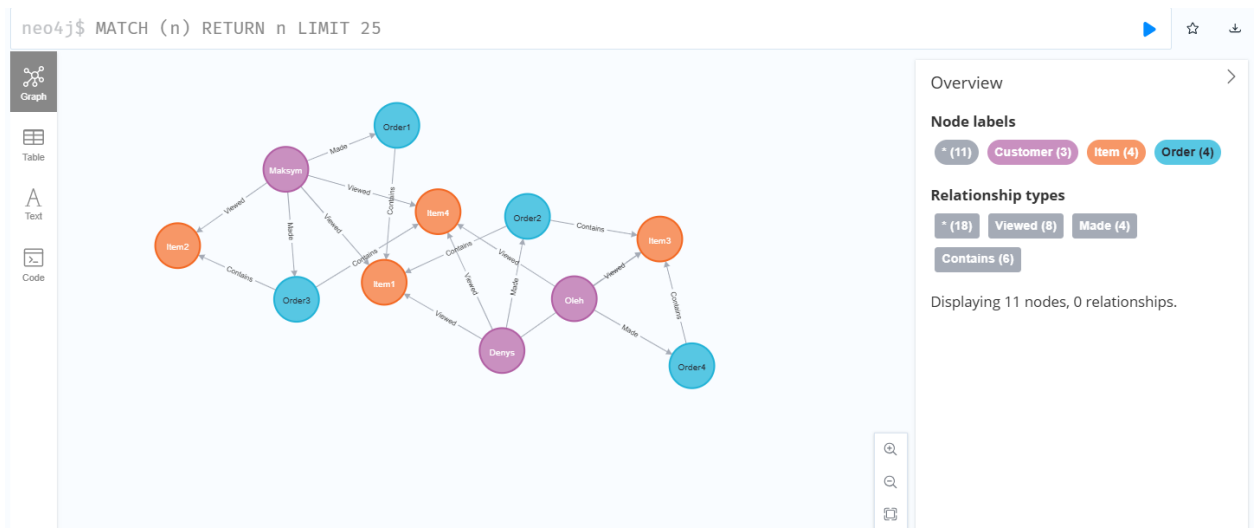 neo4j$ MATCH (n) RETURN n LIMIT 25
Graph
Table
Text
Code
Order1
Made
Maksym
Viewed
Contains
Viewed
Item4
Order2
Viewed
Made
Contains
Item2
Contains
Item3
Contains
Viewed
Contains
Item1
Viewed
Order3
Viewed
Made
Oleh
Contains
Viewed
Made
Denys
Order4
Overview
Node labels
* (11) Customer (3) Item (4) Order (4)
Relationship types
* (18) Viewed (8) Made (4)
Contains (6)
Displaying 11 nodes, 0 relationships.